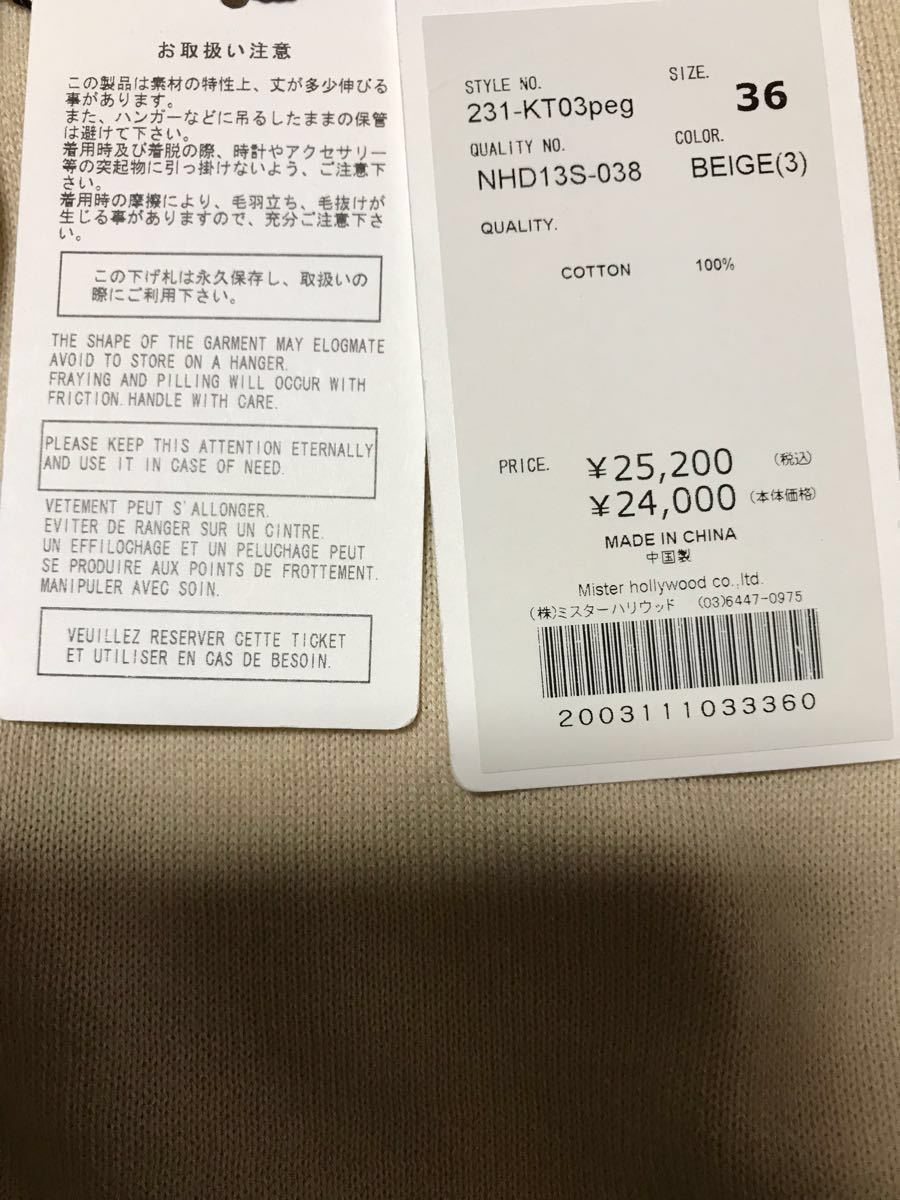 お取扱い注意
この製品は素材の特性上、丈が多少伸びる
事があります。
また、ハンガーなどに吊るしたままの保管
は避けて下さい。
着用時及び着脱の際、時計やアクセサリー
等の突起物に引っ掛けないよう、ご注意下
さい。
着用時の摩擦により、毛羽立ち、毛抜けが
生じる事がありますので、充分ご注意下さ
い。
この下げ札は永久保存し、取扱いの
際にご利用下さい。
THE SHAPE OF THE GARMENT MAY ELOGMATE
AVOID TO STORE ON A HANGER.
FRAYING AND PILLING WILL OCCUR WITH
FRICTION.HANDLE WITH CARE.
PLEASE KEEP THIS ATTENTION ETERNALLY
AND USE IT IN CASE OF NEED.
VETEMENT PEUT S'ALLONGER.
EVITER DE RANGER SUR UN CINTRE.
UN EFFILOCHAGE ET UN PELUCHAGE PEUT
SE PRODUIRE AUX POINTS DE FROTTEMENT.
MANIPULER AVEC SOIN.
VEUILLEZ RESERVER CETTE TICKET
ET UTILISER EN CAS DE BESOIN.
STYLE NO. SIZE.
231-KT03peg 36
QUALITY NO. COLOR.
NHD13S-038 BEIGE(3)
QUALITY.
COTTON 100%
PRICE. ¥25,200 (税込)
¥24,000 (本体価格)
MADE IN CHINA
中国製
Mister hollywood co.,ltd.
(株)ミスターハリウッド (03)6447-0975
2003111033360